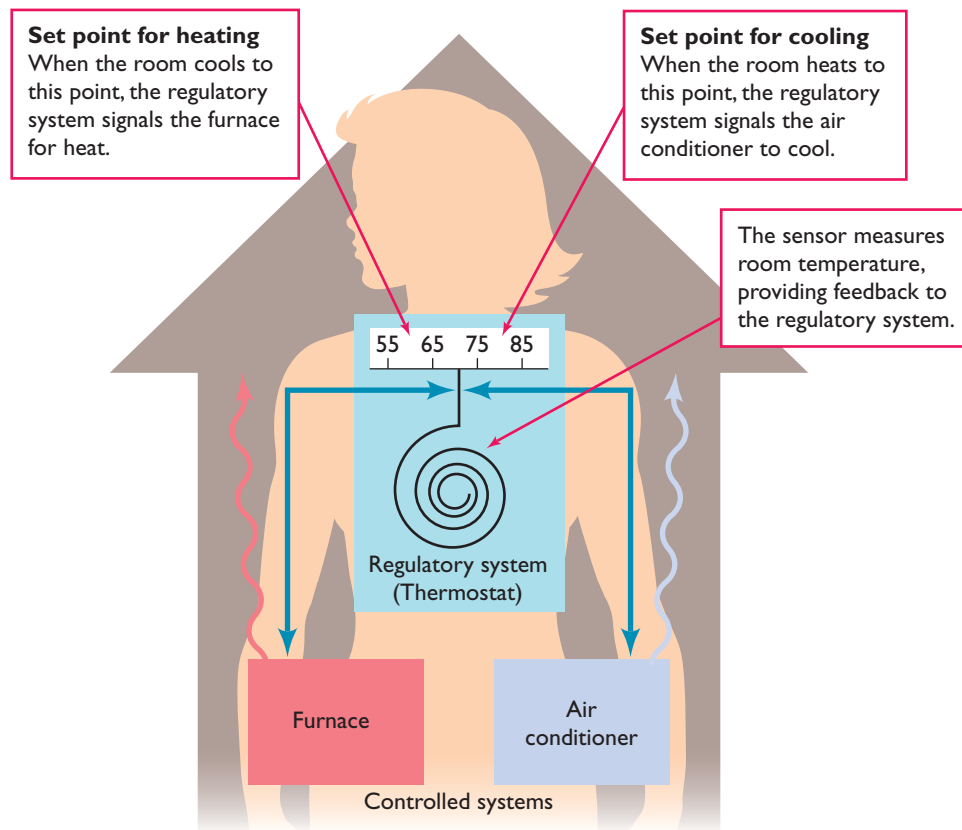 Set point for heating
When the room cools to
this point, the regulatory
system signals the furnace
for heat.
Set point for cooling
When the room heats to
this point, the regulatory
system signals the air
conditioner to cool.
The sensor measures
room temperature,
providing feedback to
the regulatory system.
55 65 75 85
Regulatory system
(Thermostat)
Furnace
Air
conditioner
Controlled systems